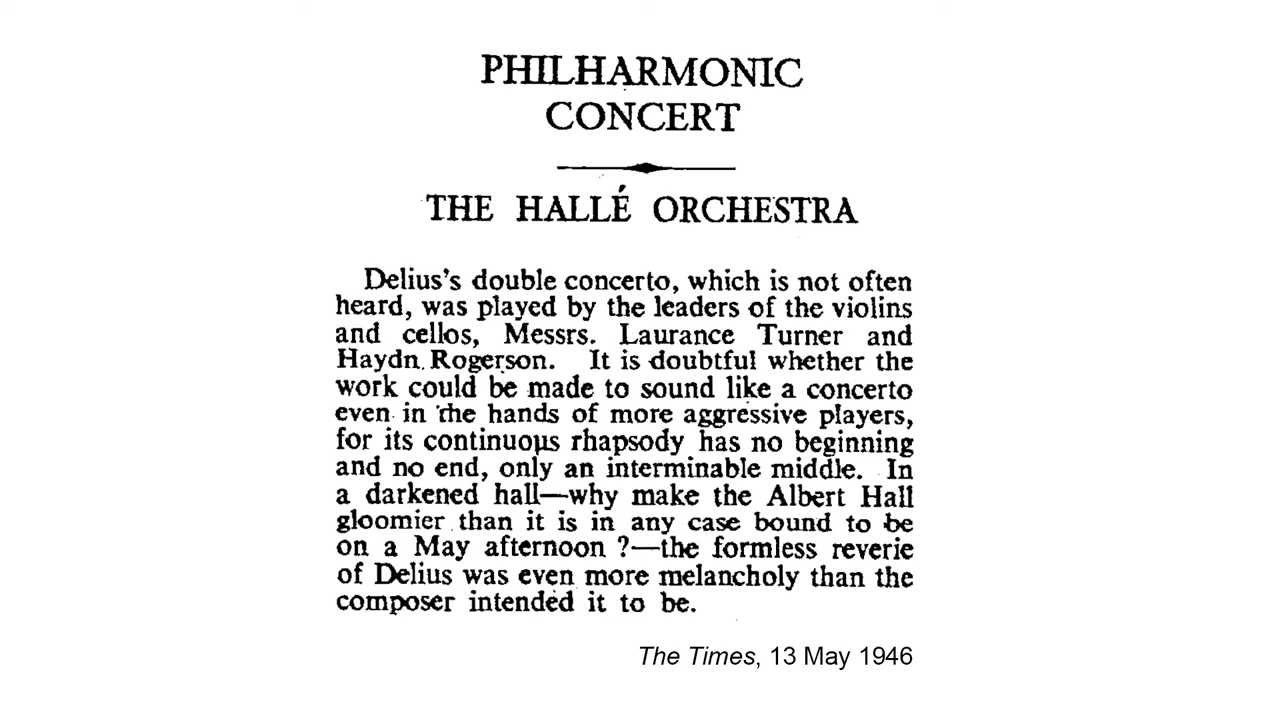 PHILHARMONIC
CONCERT
THE HALLÉ ORCHESTRA
Delius's double concerto, which is not often
heard, was played by the leaders of the violins
and cellos, Messrs. Laurance Turner and
Haydn Rogerson. It is doubtful whether the
work could be made to sound like a concerto
even in the hands of more aggressive players,
for its continuous rhapsody has no beginning
and no end, only an interminable middle. In
a darkened hall—why make the Albert Hall
gloomier than it is in any case bound to be
on a May afternoon ?—the formless reverie
of Delius was even more melancholy than the
composer intended it to be.
The Times, 13 May 1946